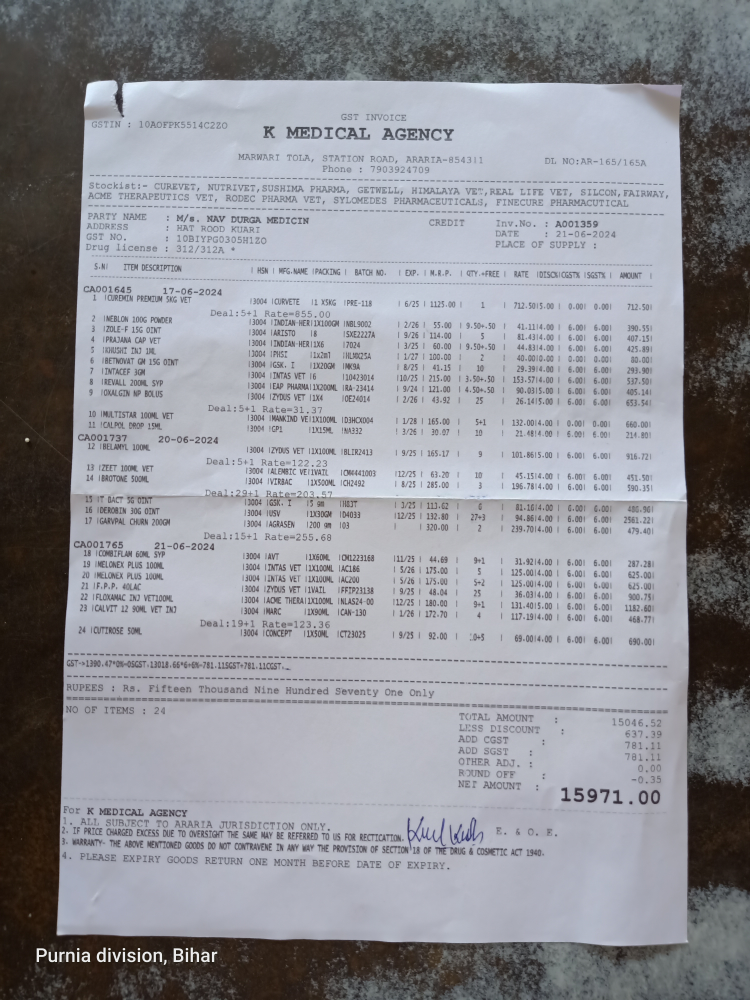 GST INVOICE
GSTIN : 10AOFPK5514C2ZO
K MEDICAL AGENCY
MARWARI TOLA, STATION ROAD, ARARIA-854311 DL NO:AR-165/165A
Phone : 7903924709
Stockist:- CUREVET, NUTRIVET,SUSHIMA PHARMA, GETWELL, HIMALAYA VET,REAL LIFE VET, SILCON,FAIRWAY,
ACME THERAPEUTICS VET, RODEC PHARMA VET, SYLOMEDES PHARMACEUTICALS, FINECURE PHARMACUTICAL
PARTY NAME : M/s. NAV DURGA MEDICIN CREDIT Inv.No. : A001359
ADDRESS : HAT ROOD KUARI DATE : 21-06-2024
GST NO. : 10BIYPG0305H1ZO PLACE OF SUPPLY :
Drug license : 312/312A *
S.N| ITEM DESCRIPTION | HSN | MFG.NAME |PACKING | BATCH NO. | EXP.| M.R.P. | QTY.+FREE | RATE |DISC%|CGST%| SGST%| AMOUNT |
CA001645 17-06-2024
1 |CUREMIN PREMIUM 5KG VET |3004 |CURVETE |1 X5KG |PRE-118 | 6/25 | 1125.00 | 1 712.50|5.00 | 0.00| 0.00| 712.50|
Deal:5+1 Rate=855.00
2 |NEBLON 100G POWDER |3004 |INDIAN-HER|1X100GM |NBL9002 | 2/26 | 55.00 | 9.50+.50 41.11|4.00 | 6.00| 6.00| 390.55
3 |ZOLE-F 15G OINT |3004 |ARISTO |8 |SXE2227A | 9/26 | 114.00 | 5 81.43|4.00 | 6.00| 6.00| 407.15
4 |PRAJANA CAP VET |3004 |INDIAN-HER|1X6 |7024 | 3/25 | 60.00 | 9.50+.50 44.83|4.00 | 6.00| 6.00| 425.89
5 |KHUSHI INJ 1ML |3004 |PHSI |1x2mT |HLMX25A | 1/27 | 100.00 | 2 40.00|0.00 | 0.00| 0.00| 80.00
6 |BETNOVAT GM 15G OINT |3004 |GSK. I |1X20GM |MK9A | 8/25 | 41.15 | 10 29.39|4.00 | 6.00| 6.00| 293.90
7 |INTACEF 3GM |3004 |INTAS VET |6 |10423014 |10/25 | 215.00 | 3.50+.50 153.57|4.00 | 6.00| 6.00| 537.50
8 |REVALL 200ML SYP |3004 |EAP PHARMA|1X200ML |RA-23414 | 9/24 | 121.00 | 4.50+.50 90.03|5.00 | 6.00| 6.00| 405.14
9 |OXALGIN NP BOLUS |3004 |ZYDUS VET |1X4 |OE24014 | 2/26 | 43.92 | 25 26.14|5.00 | 6.00| 6.00| 653.54
Deal:5+1 Rate=31.37
10 |MULTISTAR 100ML VET |3004 |MANKIND VE|1X100ML |D3HCX004 | 1/28 | 165.00 | 5+1 132.00|4.00 | 0.00| 0.00| 660.00
11 |CALPOL DROP 15ML |3004 |GP1 |1X15ML |NA332 | 3/26 | 30.07 | 10 21.48|4.00 | 6.00| 6.00| 214.80
CA001737 20-06-2024
12 |BELAMYL 100ML |3004 |ZYDUS VET |1X100ML |BLIR2413 | 9/25 | 165.17 | 9 101.86|5.00 | 6.00| 6.00| 916.72
Deal:5+1 Rate=122.23
13 |ZEET 100ML VET |3004 |ALEMBIC VE|1VAIL |CM4441003 |12/25 | 63.20 | 10 45.15|4.00 | 6.00| 6.00| 451.50
14 |BROTONE 500ML |3004 |VIRBAC |1X500ML |CH2492 | 8/25 | 285.00 | 3 196.78|4.00 | 6.00| 6.00| 590.35
Deal:29+1 Rate=203.57
15 |T BACT 5G OINT |3004 |GSK. I |5 gm | 3/25 | 113.62 | 6 81.16|4.00 | 6.00| 6.00| 486.96
16 |DEROBIN 30G OINT |3004 |USV |1X30GM |D4033 |12/25 | 132.80 | 27+3 94.86|4.00 | 6.00| 6.00| 2561.22
17 |GARVPAL CHURN 200GM |3004 |AGRASEN |200 gm |03 | | 320.00 | 2 239.70|4.00 | 6.00| 6.00| 479.40
Deal:15+1 Rate=255.68
CA001765 21-06-2024
18 |COMBIFLAM 60ML SYP |3004 |AVT |1X60ML |CM1223168 |11/25 | 44.69 | 9+1 31.92|4.00 | 6.00| 6.00| 287.28
19 |MELONEX PLUS 100ML |3004 |INTAS VET |1X100ML |AC186 | 5/26 | 175.00 | 5 125.00|4.00 | 6.00| 6.00| 625.00
20 |MELONEX PLUS 100ML |3004 |INTAS VET |1X100ML |AC200 | 5/26 | 175.00 | 5+2 125.00|4.00 | 6.00| 6.00| 625.00
21 |F.P.P. 40LAC |3004 |ZYDUS VET |1VAIL |FFIP23138 | 9/25 | 48.04 | 25 36.03|4.00 | 6.00| 6.00| 900.75
22 |FLOXAMAC INJ VET100ML |3004 |ACME THERA|1X100ML |NLAS24-00 |12/25 | 180.00 | 9+1 131.40|5.00 | 6.00| 6.00| 1182.60
23 |CALVIT 12 90ML VET INJ |3004 |MARC |1X90ML |CAN-130 | 1/26 | 172.70 | 4 117.19|4.00 | 6.00| 6.00| 468.77
Deal:19+1 Rate=123.36
24 |CUTIROSE 50ML |3004 |CONCEPT |1X50ML |CT23025 | 9/25 | 92.00 | 10+5 69.00|4.00 | 6.00| 6.00| 690.00
GST->1390.47*0%=0SGST,13018.66*6+6%=781.11SGST+781.11CGST,
RUPEES : Rs. Fifteen Thousand Nine Hundred Seventy One Only
NO OF ITEMS : 24
TOTAL AMOUNT : 15046.52
LESS DISCOUNT : 637.39
ADD CGST : 781.11
ADD SGST : 781.11
OTHER ADJ. : 0.00
ROUND OFF : -0.35
NET AMOUNT : 15971.00
For K MEDICAL AGENCY
1. ALL SUBJECT TO ARARIA JURISDICTION ONLY.
2. IF PRICE CHARGED EXCESS DUE TO OVERSIGHT THE SAME MAY BE REFERRED TO US FOR RECTICATION. E. & O. E.
3. WARRANTY- THE ABOVE MENTIONED GOODS DO NOT CONTRAVENE IN ANY WAY THE PROVISION OF SECTION 18 OF THE DRUG & COSMETIC ACT 1940.
4. PLEASE EXPIRY GOODS RETURN ONE MONTH BEFORE DATE OF EXPIRY.
Purnia division, Bihar